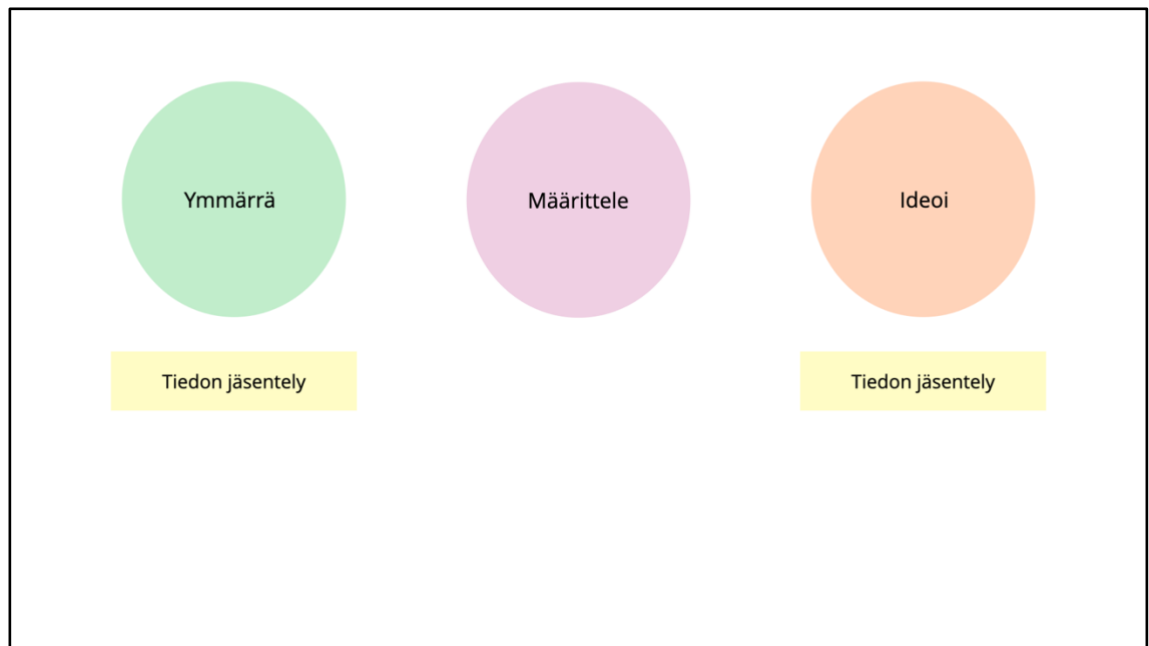 Ymmärrä
Määrittele
Ideoi
Tiedon jäsentely
Tiedon jäsentely